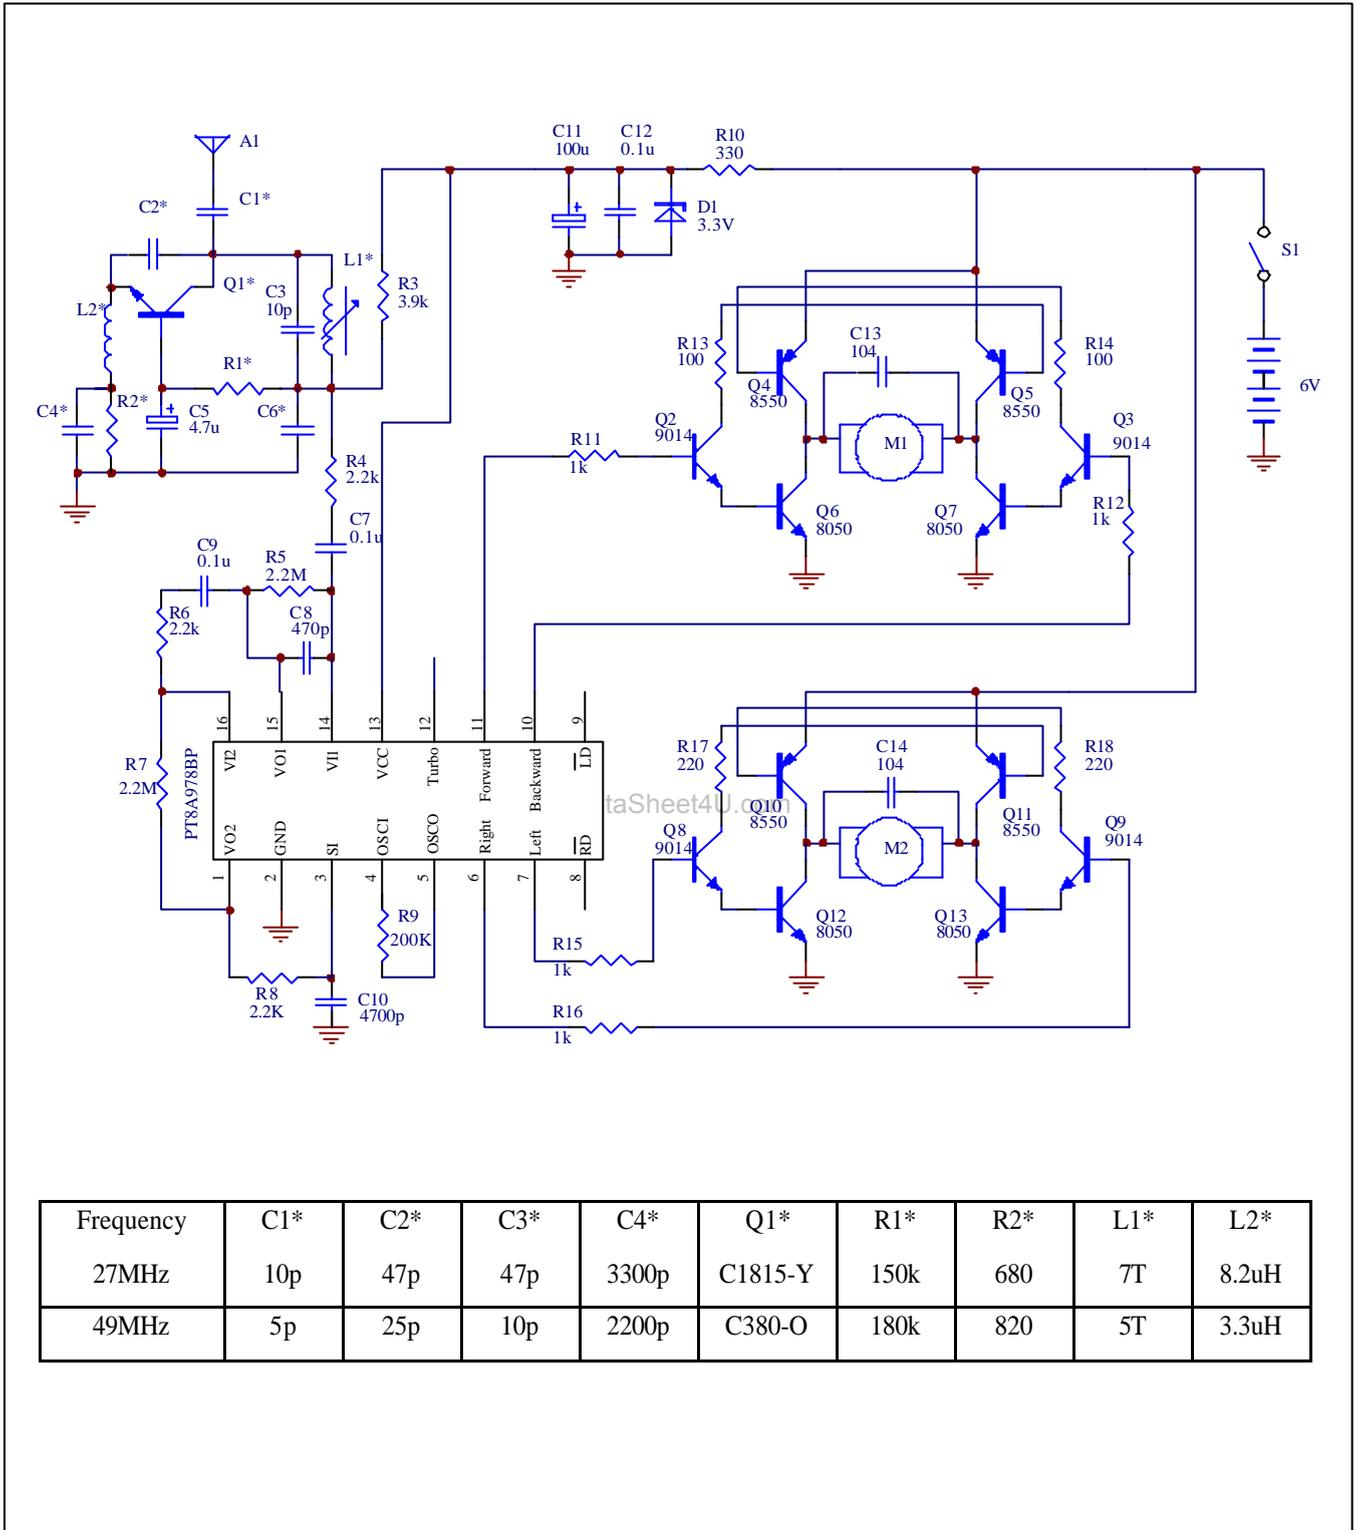 A1
C1*
C2*
Q1*
C3
10p
L1*
L2*
R3
3.9k
R1*
C4*
R2*
C5
4.7u
C6*
R4
2.2k
C7
0.1u
C11
100u
C12
0.1u
R10
330
D1
3.3V
S1
6V
R13
100
C13
104
R14
100
Q4
8550
Q5
8550
Q2
9014
M1
Q3
9014
R11
1k
R12
1k
Q6
8050
Q7
8050
C9
0.1u
R5
2.2M
R6
2.2k
C8
470p
16
15
14
13
12
11
10
9
VI2
VO1
VI1
VCC
Turbo
Forward
Backward
LD
R7
2.2M
PT8A978BP
VO2
GND
SI
OSCI
OSCO
Right
Left
RD
1
2
3
4
5
6
7
8
R9
200K
R8
2.2K
C10
4700p
R15
1k
R16
1k
taSheet4U.com
R17
220
C14
104
R18
220
Q10
8550
Q11
8550
Q8
9014
M2
Q9
9014
Q12
8050
Q13
8050
Frequency C1* C2* C3* C4* Q1* R1* R2* L1* L2*
27MHz 10p 47p 47p 3300p C1815-Y 150k 680 7T 8.2uH
49MHz 5p 25p 10p 2200p C380-O 180k 820 5T 3.3uH